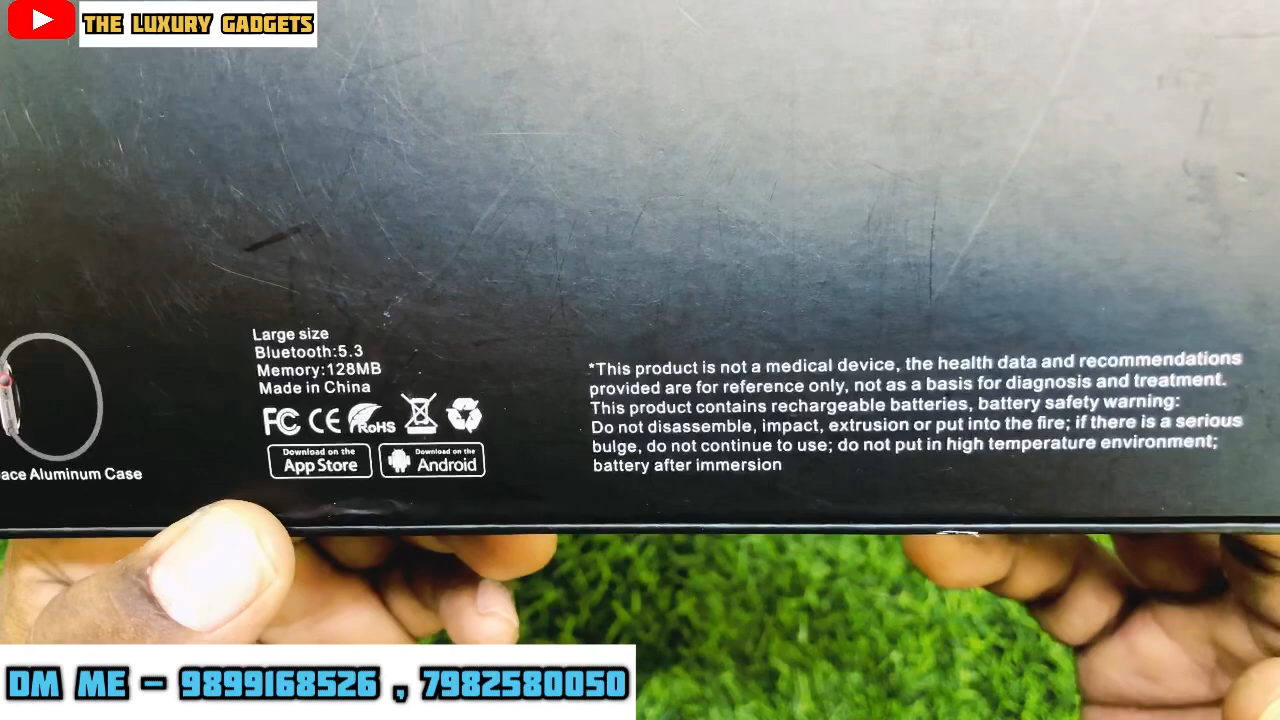 THE LUXURY GADGETS
Large size
Bluetooth:5.3
Memory:128MB
Made in China
FC CE RoHS
Download on the
App Store
Download on the
Android
ace Aluminum Case
*This product is not a medical device, the health data and recommendations
provided are for reference only, not as a basis for diagnosis and treatment.
This product contains rechargeable batteries, battery safety warning:
Do not disassemble, impact, extrusion or put into the fire; if there is a serious
bulge, do not continue to use; do not put in high temperature environment;
battery after immersion
DM ME - 9899168526 , 7982580050